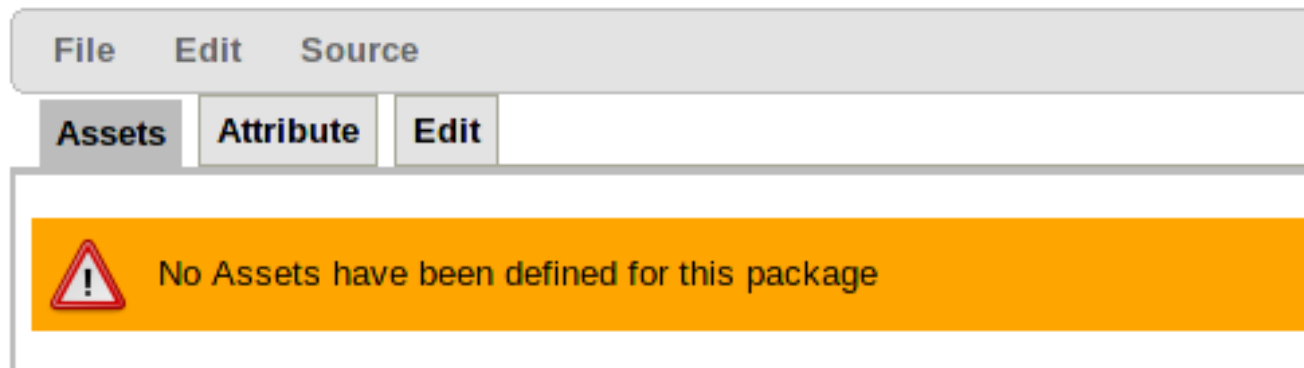 File Edit Source
Assets Attribute Edit
! No Assets have been defined for this package